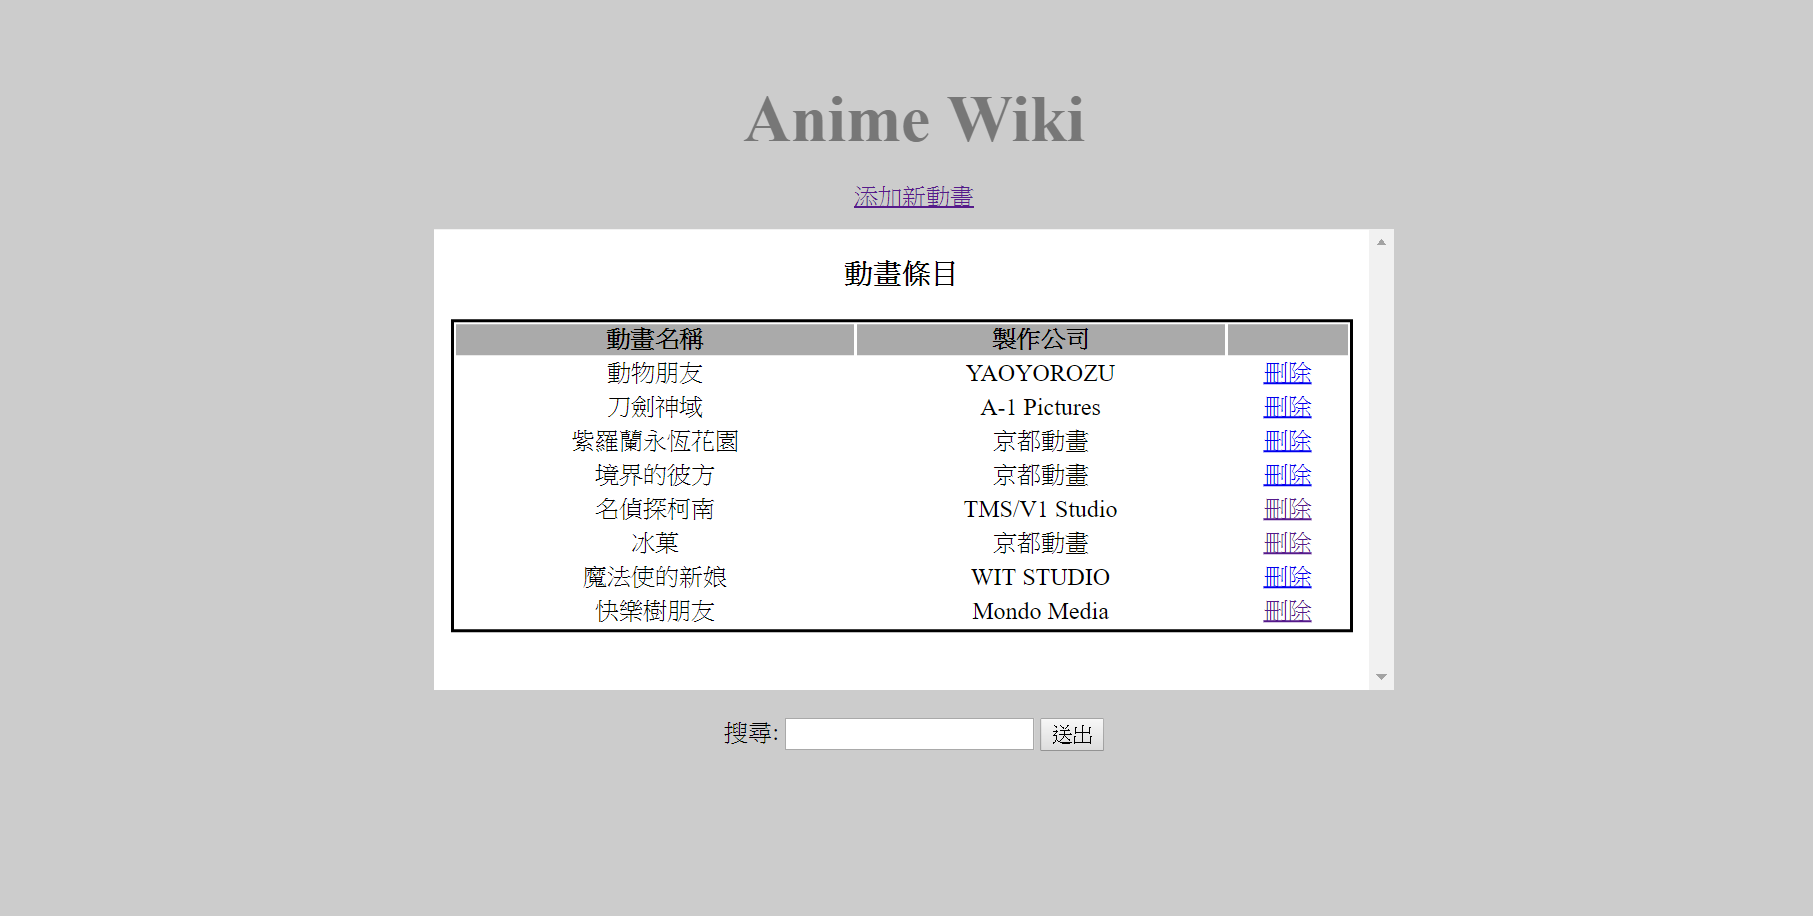 Anime Wiki
添加新動畫
動畫條目
動畫名稱 製作公司
動物朋友 YAOYOROZU 刪除
刀劍神域 A-1 Pictures 刪除
紫羅蘭永恆花園 京都動畫 刪除
境界的彼方 京都動畫 刪除
名偵探柯南 TMS/V1 Studio 刪除
冰菓 京都動畫 刪除
魔法使的新娘 WIT STUDIO 刪除
快樂樹朋友 Mondo Media 刪除
搜尋: 送出